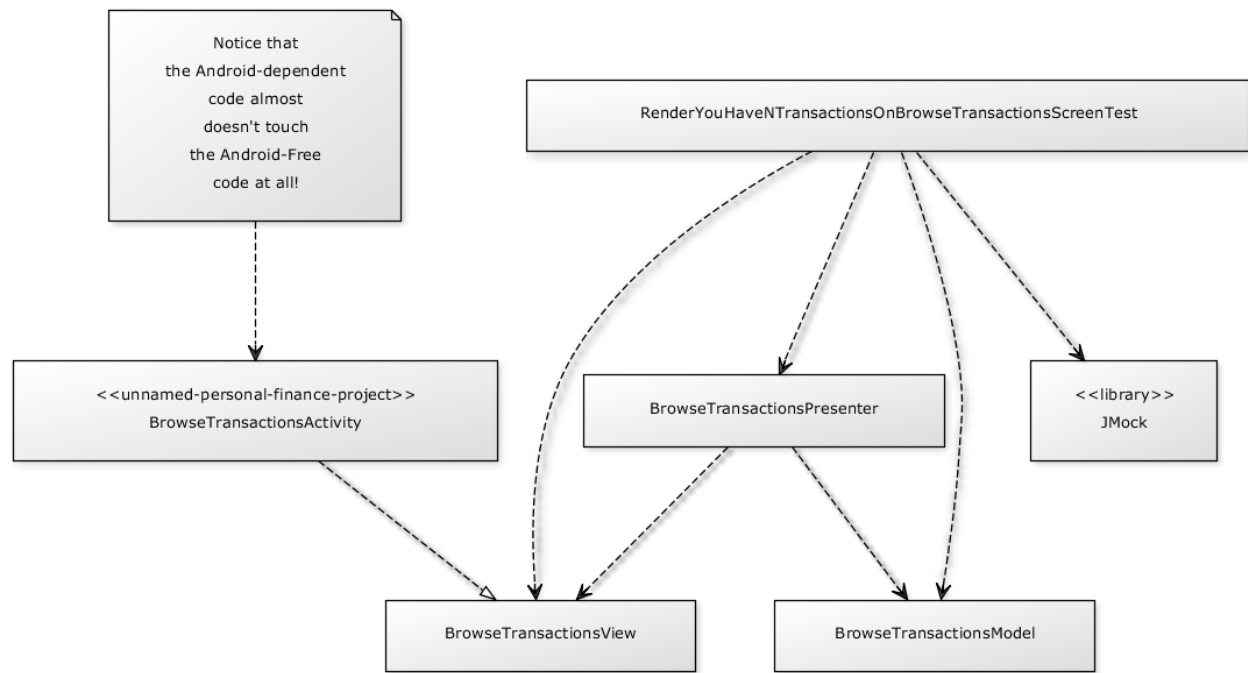 Notice that
the Android-dependent
code almost
doesn't touch
the Android-Free
code at all!
RenderYouHaveNTransactionsOnBrowseTransactionsScreenTest
<<unnamed-personal-finance-project>>
BrowseTransactionsActivity
BrowseTransactionsPresenter
<<library>>
JMock
BrowseTransactionsView
BrowseTransactionsModel